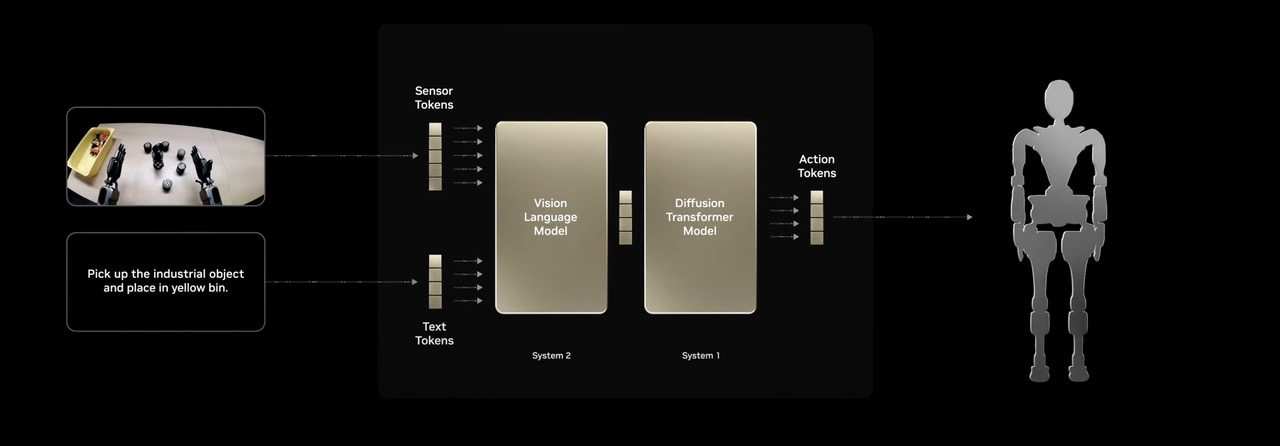 Sensor
Tokens
Pick up the industrial object
and place in yellow bin.
Text
Tokens
Vision
Language
Model
System 2
Diffusion
Transformer
Model
System 1
Action
Tokens